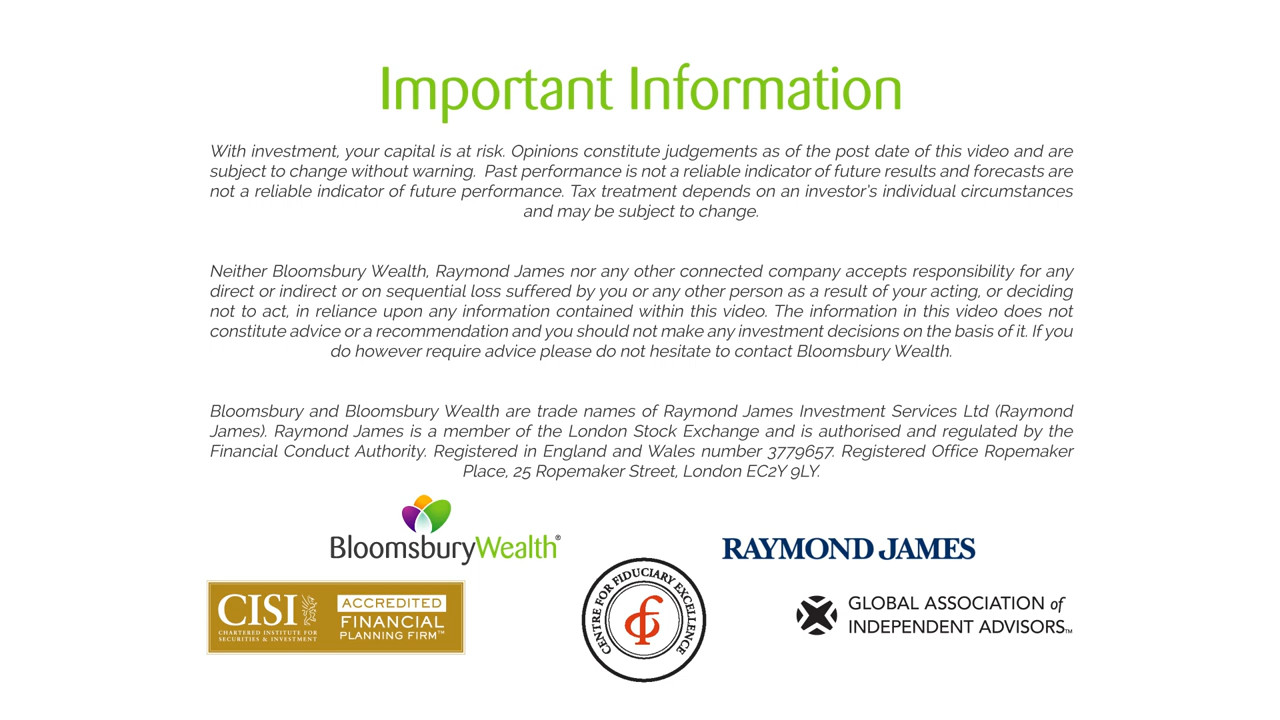 Important Information
With investment, your capital is at risk. Opinions constitute judgements as of the post date of this video and are
subject to change without warning. Past performance is not a reliable indicator of future results and forecasts are
not a reliable indicator of future performance. Tax treatment depends on an investor's individual circumstances
and may be subject to change.
Neither Bloomsbury Wealth, Raymond James nor any other connected company accepts responsibility for any
direct or indirect or on sequential loss suffered by you or any other person as a result of your acting, or deciding
not to act, in reliance upon any information contained within this video. The information in this video does not
constitute advice or a recommendation and you should not make any investment decisions on the basis of it. If you
do however require advice please do not hesitate to contact Bloomsbury Wealth.
Bloomsbury and Bloomsbury Wealth are trade names of Raymond James Investment Services Ltd (Raymond
James). Raymond James is a member of the London Stock Exchange and is authorised and regulated by the
Financial Conduct Authority. Registered in England and Wales number 3779657. Registered Office Ropemaker
Place, 25 Ropemaker Street, London EC2Y 9LY.
BloomsburyWealth®
RAYMOND JAMES
CISI
CHARTERED INSTITUTE FOR
SECURITIES & INVESTMENT
ACCREDITED
FINANCIAL
PLANNING FIRM™
CENTRE FOR FIDUCIARY EXCELLENCE
GLOBAL ASSOCIATION of
INDEPENDENT ADVISORS™